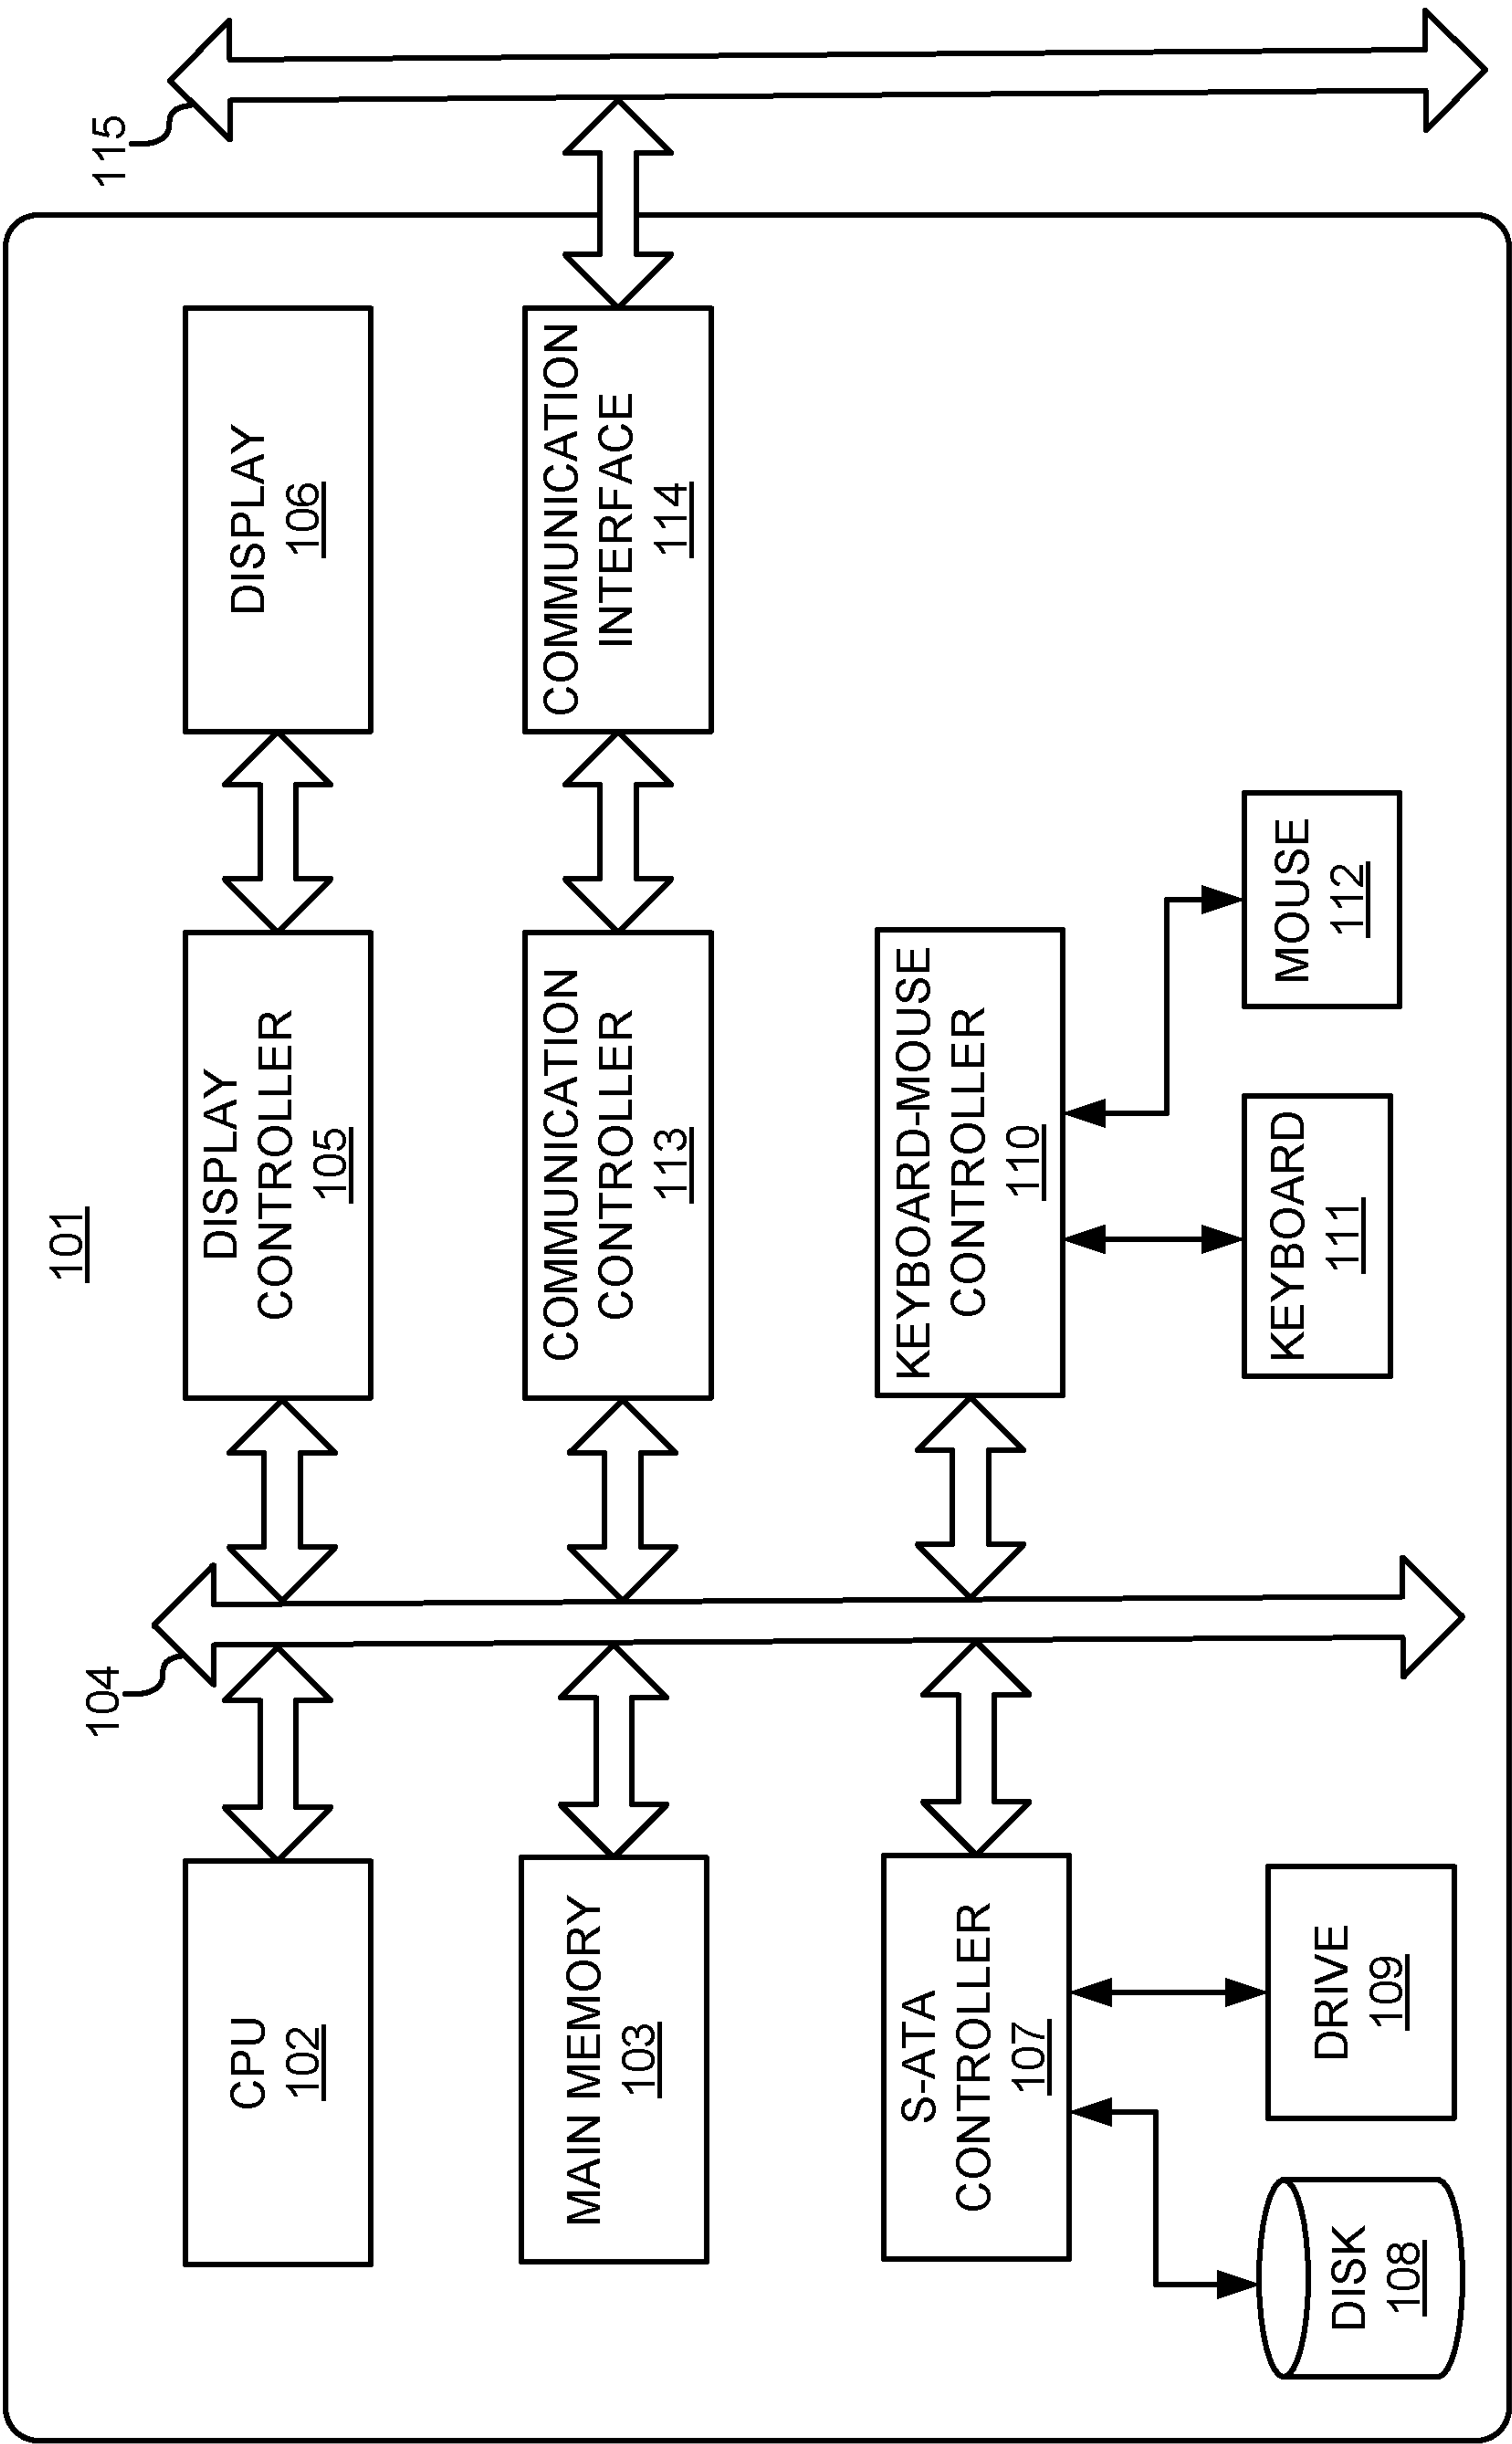 101
115
104
CPU
102
DISPLAY
CONTROLLER
105
DISPLAY
106
MAIN MEMORY
103
COMMUNICATION
CONTROLLER
113
COMMUNICATION
INTERFACE
114
S-ATA
CONTROLLER
107
KEYBOARD-MOUSE
CONTROLLER
110
DISK
108
DRIVE
109
KEYBOARD
111
MOUSE
112